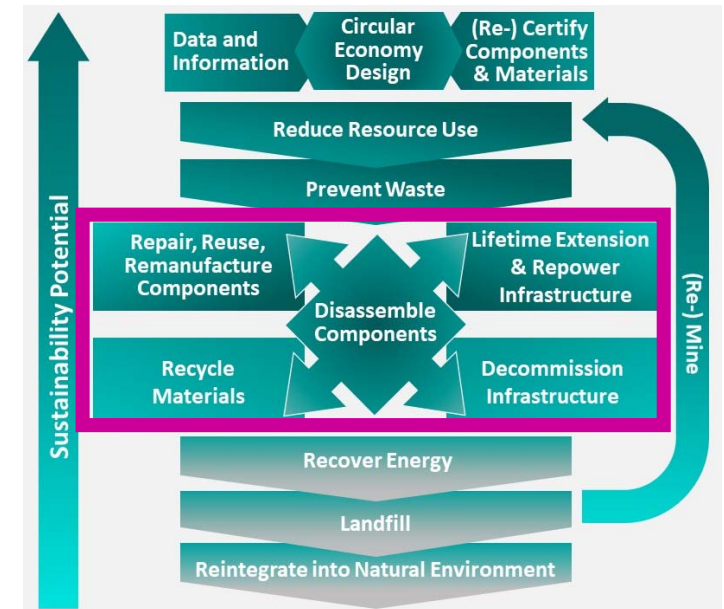 Data and
Information
Circular
Economy
Design
(Re-) Certify
Components
& Materials
Reduce Resource Use
Prevent Waste
Sustainability Potential
Repair, Reuse,
Remanufacture
Components
Lifetime Extension
& Repower
Infrastructure
Disassemble
Components
Recycle
Materials
Decommission
Infrastructure
(Re-) Mine
Recover Energy
Landfill
Reintegrate into Natural Environment